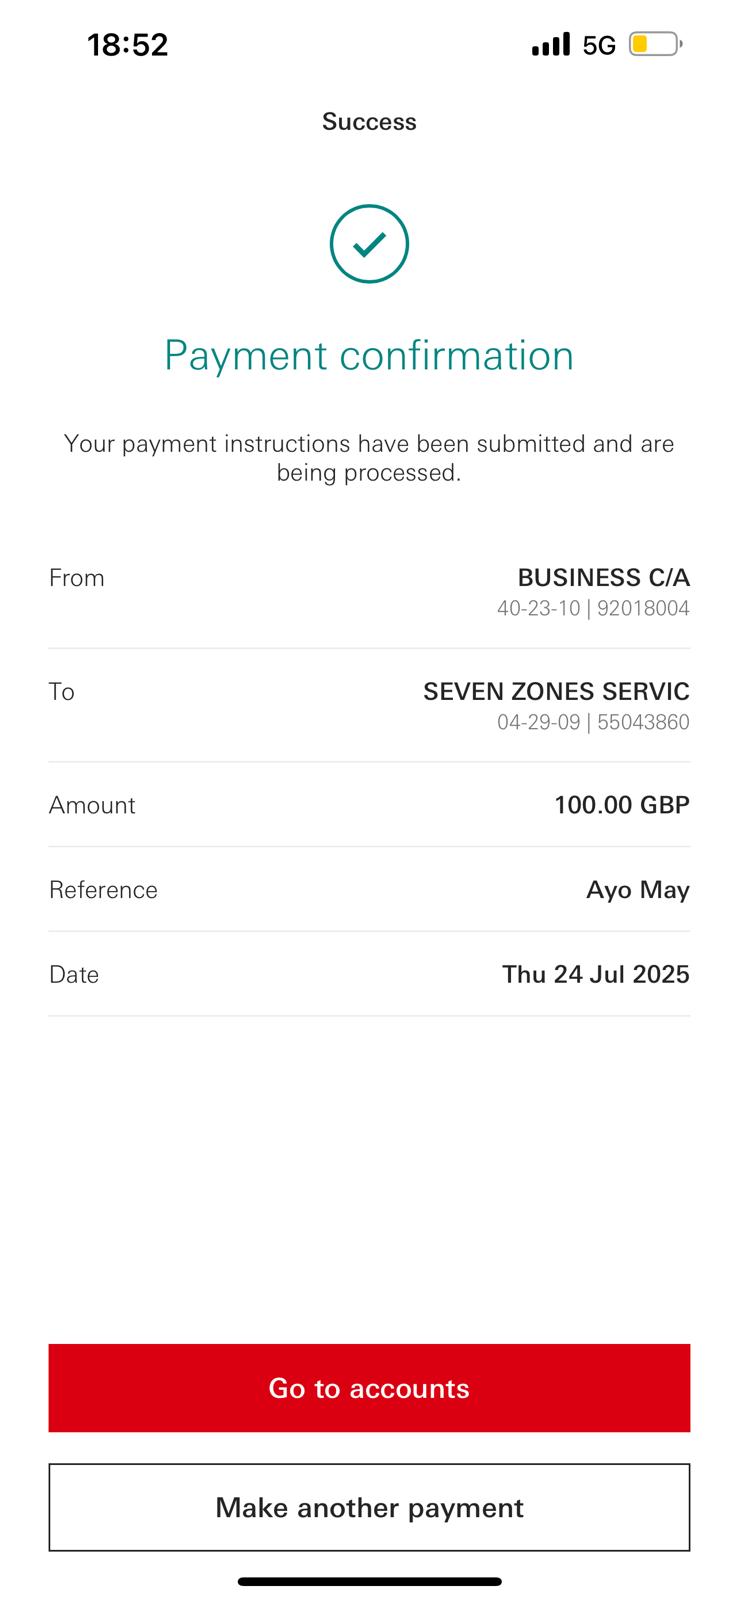 18:52 5G
Success
Payment confirmation
Your payment instructions have been submitted and are
being processed.
From BUSINESS C/A
40-23-10 | 92018004
To SEVEN ZONES SERVIC
04-29-09 | 55043860
Amount 100.00 GBP
Reference Ayo May
Date Thu 24 Jul 2025
Go to accounts
Make another payment